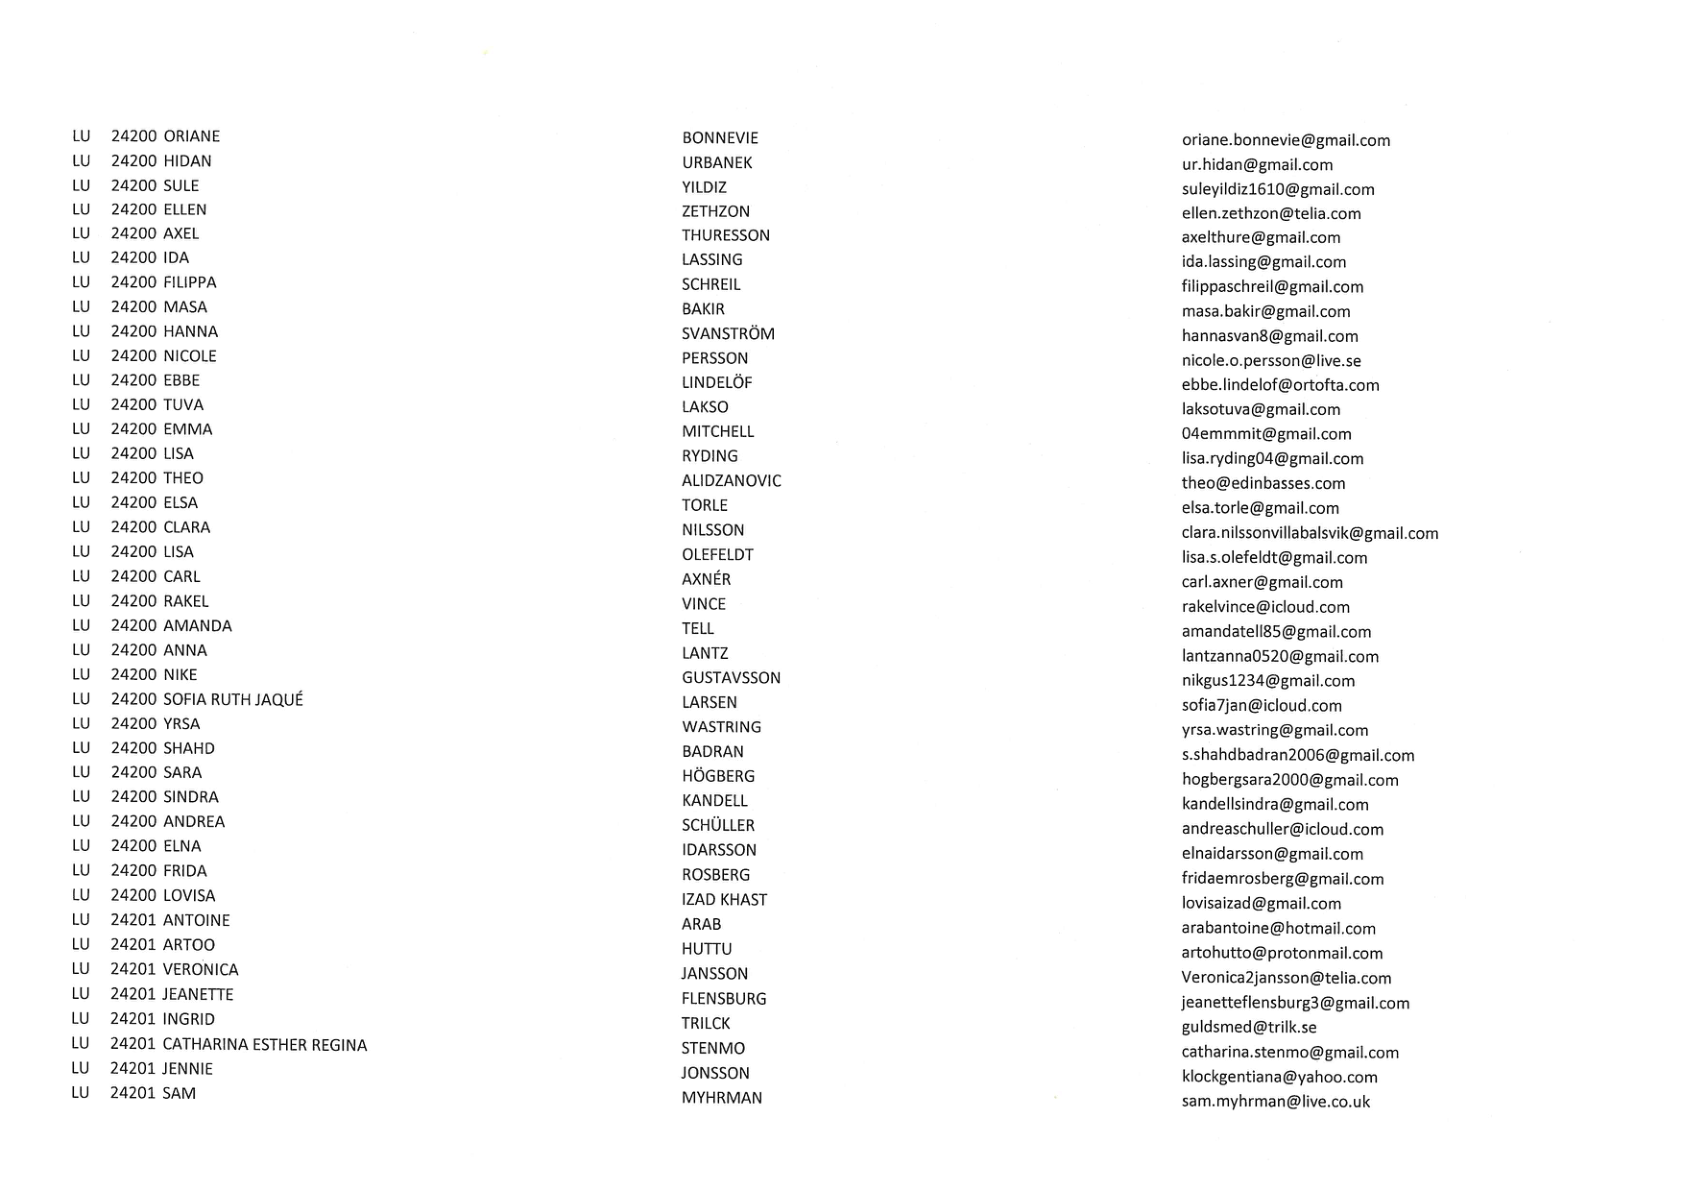 LU 24200 ORIANE BONNEVIE oriane.bonnevie@gmail.com
LU 24200 HIDAN URBANEK ur.hidan@gmail.com
LU 24200 SULE YILDIZ suleyildiz1610@gmail.com
LU 24200 ELLEN ZETHZON ellen.zethzon@telia.com
LU 24200 AXEL THURESSON axelthure@gmail.com
LU 24200 IDA LASSING ida.lassing@gmail.com
LU 24200 FILIPPA SCHREIL filippaschreil@gmail.com
LU 24200 MASA BAKIR masa.bakir@gmail.com
LU 24200 HANNA SVANSTRÖM hannasvan8@gmail.com
LU 24200 NICOLE PERSSON nicole.o.persson@live.se
LU 24200 EBBE LINDELÖF ebbe.lindelof@ortofta.com
LU 24200 TUVA LAKSO laksotuva@gmail.com
LU 24200 EMMA MITCHELL 04emmmit@gmail.com
LU 24200 LISA RYDING lisa.ryding04@gmail.com
LU 24200 THEO ALIDZANOVIC theo@edinbasses.com
LU 24200 ELSA TORLE elsa.torle@gmail.com
LU 24200 CLARA NILSSON clara.nilssonvillabalsvik@gmail.com
LU 24200 LISA OLEFELDT lisa.s.olefeldt@gmail.com
LU 24200 CARL AXNÉR carl.axner@gmail.com
LU 24200 RAKEL VINCE rakelvince@icloud.com
LU 24200 AMANDA TELL amandatell85@gmail.com
LU 24200 ANNA LANTZ lantzanna0520@gmail.com
LU 24200 NIKE GUSTAVSSON nikgus1234@gmail.com
LU 24200 SOFIA RUTH JAQUÉ LARSEN sofia7jan@icloud.com
LU 24200 YRSA WASTRING yrsa.wastring@gmail.com
LU 24200 SHAHD BADRAN s.shahdbadran2006@gmail.com
LU 24200 SARA HÖGBERG hogbergsara2000@gmail.com
LU 24200 SINDRA KANDELL kandellsindra@gmail.com
LU 24200 ANDREA SCHÜLLER andreaschuller@icloud.com
LU 24200 ELNA IDARSSON elnaidarsson@gmail.com
LU 24200 FRIDA ROSBERG fridaemrosberg@gmail.com
LU 24200 LOVISA IZAD KHAST lovisaizad@gmail.com
LU 24201 ANTOINE ARAB arabantoine@hotmail.com
LU 24201 ARTOO HUTTU artohutto@protonmail.com
LU 24201 VERONICA JANSSON Veronica2jansson@telia.com
LU 24201 JEANETTE FLENSBURG jeanetteflensburg3@gmail.com
LU 24201 INGRID TRILCK guldsmed@trilk.se
LU 24201 CATHARINA ESTHER REGINA STENMO catharina.stenmo@gmail.com
LU 24201 JENNIE JONSSON klockgentiana@yahoo.com
LU 24201 SAM MYHRMAN sam.myhrman@live.co.uk